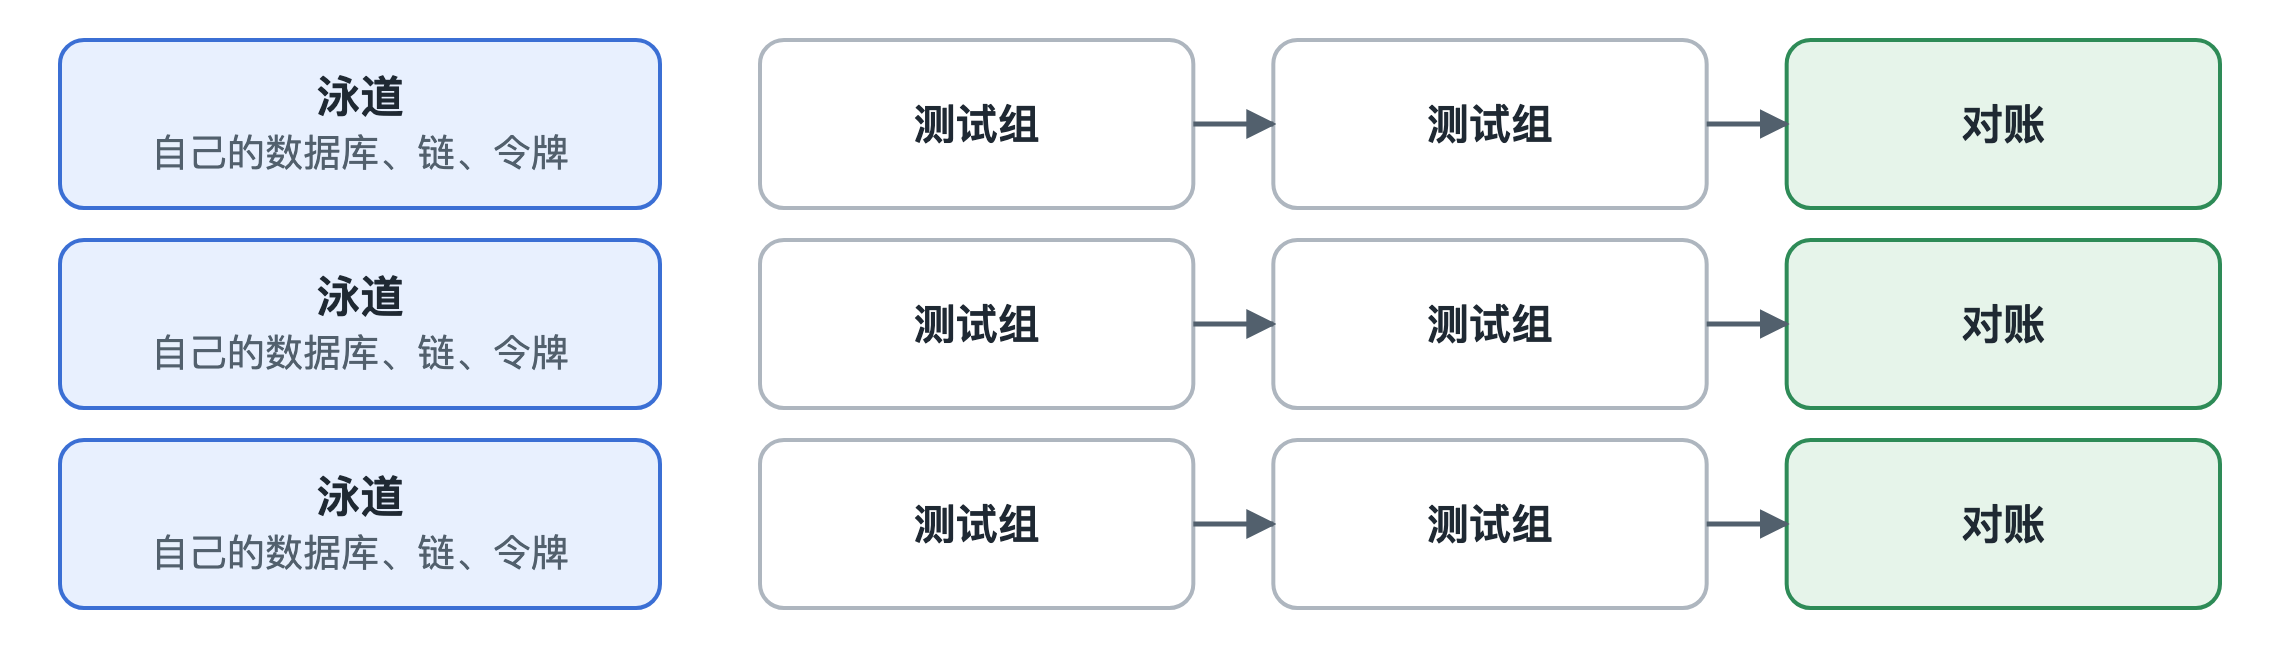 泳道
自己的数据库、链、令牌
测试组
测试组
对账
泳道
自己的数据库、链、令牌
测试组
测试组
对账
泳道
自己的数据库、链、令牌
测试组
测试组
对账